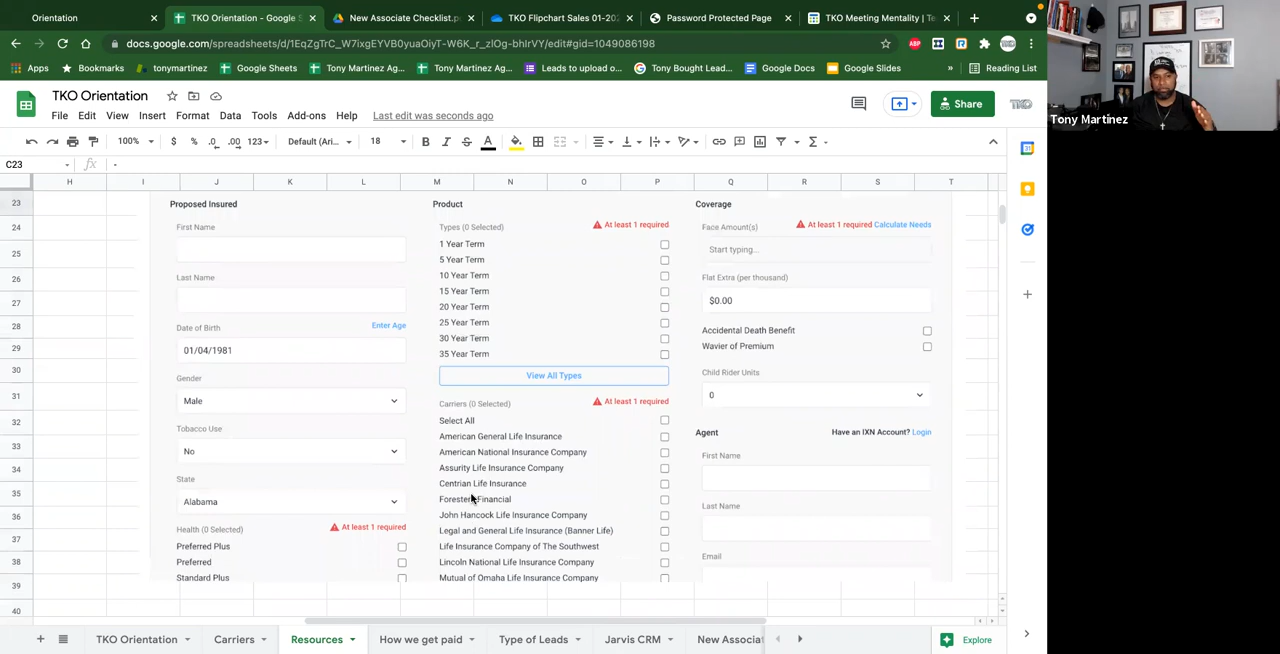 Orientation
TKO Orientation - Google S
New Associate Checklist.p
TKO Flipchart Sales 01-202
Password Protected Page
TKO Meeting Mentality | Te
docs.google.com/spreadsheets/d/1EqZgTrC_W7ixgEYVB0yuaOiyT-W6K_r_zlOg-bhIrVY/edit#gid=1049086198
ABP
Apps
Bookmarks
tonymartinez
Google Sheets
Tony Martinez Ag...
Tony Martinez Ag...
Leads to upload o...
Tony Bought Lead...
Google Docs
Google Slides
»
Reading List
TKO Orientation
File Edit View Insert Format Data Tools Add-ons Help Last edit was seconds ago
Share
TKO
100% $ % .0 .00 123 Default (Ari... 18 B I S A
C23 fx -
H I J K L M N O P Q R S T
23 Proposed Insured Product Coverage
24 First Name Types (0 Selected) At least 1 required Face Amount(s) At least 1 required Calculate Needs
1 Year Term
25 Start typing...
5 Year Term
26 Last Name 10 Year Term Flat Extra (per thousand)
15 Year Term
27 20 Year Term $0.00
28 Date of Birth Enter Age 25 Year Term Accidental Death Benefit
29 30 Year Term Wavier of Premium
01/04/1981 35 Year Term
30 Gender View All Types Child Rider Units
31 Male 0
Carriers (0 Selected) At least 1 required
32 Tobacco Use Select All Agent Have an IXN Account? Login
33 No American General Life Insurance
American National Insurance Company First Name
34 State Assurity Life Insurance Company
35 Alabama Centrian Life Insurance
Forester Financial Last Name
36 Health (0 Selected) At least 1 required John Hancock Life Insurance Company
37 Legal and General Life Insurance (Banner Life)
38 Preferred Plus Life Insurance Company of The Southwest Email
Preferred Lincoln National Life Insurance Company
39 Standard Plus Mutual of Omaha Life Insurance Company
40
TKO Orientation Carriers Resources How we get paid Type of Leads Jarvis CRM New Associat Explore
Tony Martinez